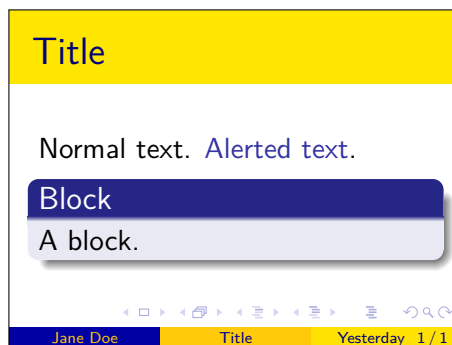 Title
Normal text. Alerted text.
Block
A block.
Jane Doe Title Yesterday 1 / 1